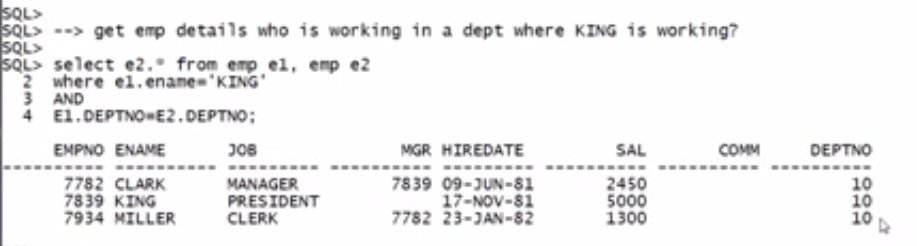 SQL>
SQL> --> get emp details who is working in a dept where KING is working?
SQL>
SQL> select e2.* from emp e1, emp e2
2 where e1.ename='KING'
3 AND
4 E1.DEPTNO=E2.DEPTNO;
EMPNO ENAME JOB MGR HIREDATE SAL COMM DEPTNO
---------- ---------- --------- ---------- --------- ---------- ---------- ----------
7782 CLARK MANAGER 7839 09-JUN-81 2450 10
7839 KING PRESIDENT 17-NOV-81 5000 10
7934 MILLER CLERK 7782 23-JAN-82 1300 10